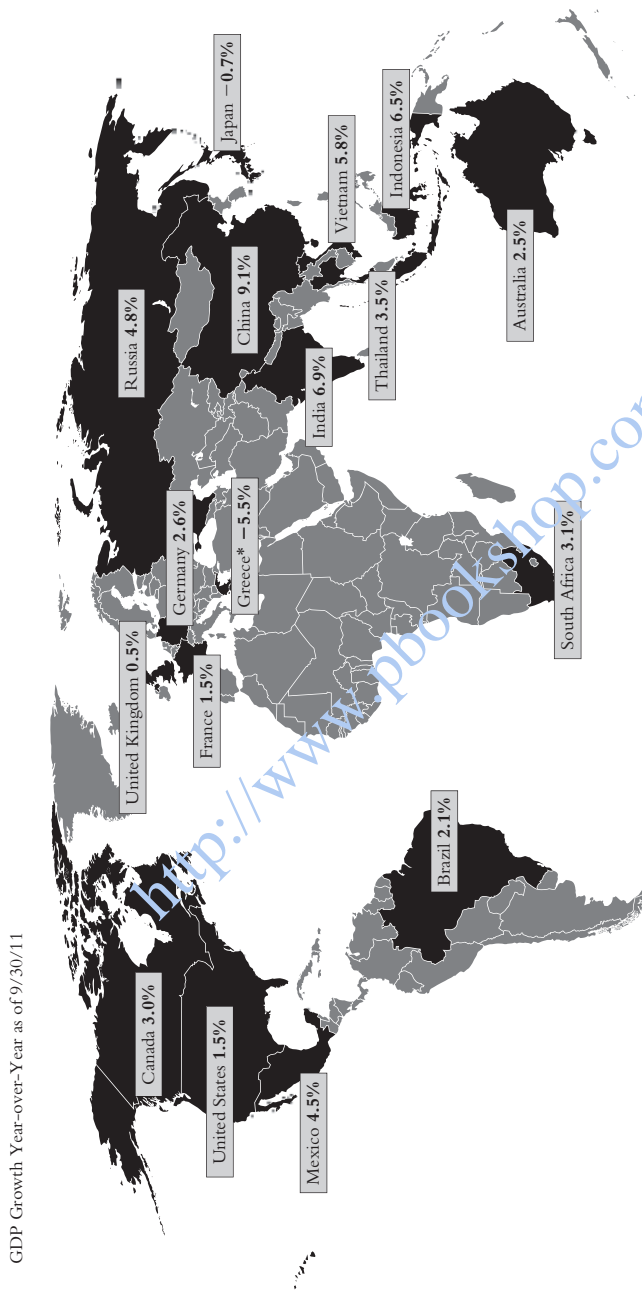 GDP Growth Year-over-Year as of 9/30/11
Canada 3.0%
United States 1.5%
Mexico 4.5%
Brazil 2.1%
United Kingdom 0.5%
France 1.5%
Germany 2.6%
Greece* −5.5%
South Africa 3.1%
Russia 4.8%
China 9.1%
India 6.9%
Thailand 3.5%
Japan −0.7%
Vietnam 5.8%
Indonesia 6.5%
Australia 2.5%
http://www.pbookshop.com